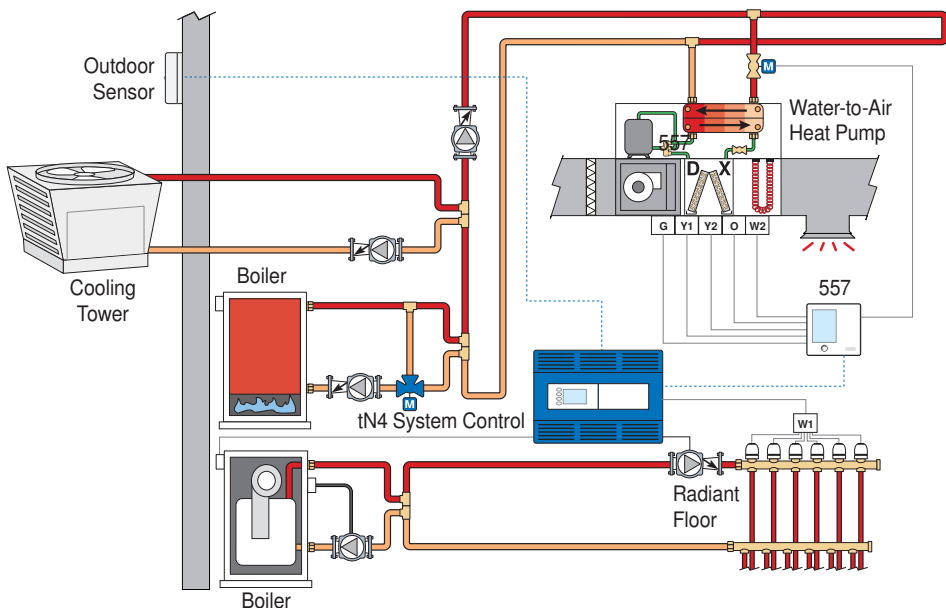 Outdoor
Sensor
M
Water-to-Air
Heat Pump
557
D X
G Y1 Y2 O W2
Cooling
Tower
Boiler
557
M
tN4 System Control
W1
Radiant
Floor
Boiler